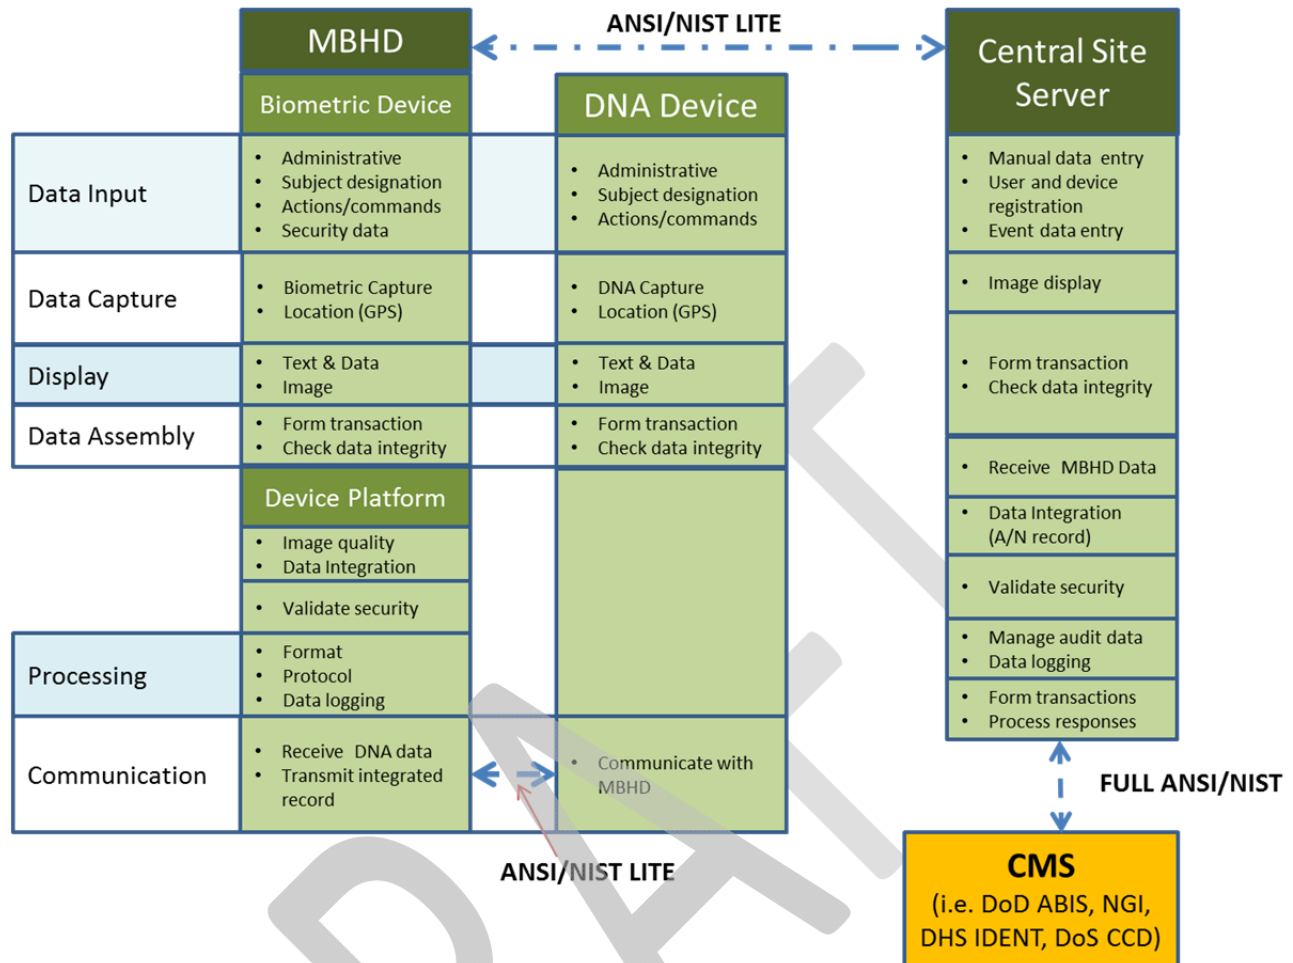 ANSI/NIST LITE
MBHD
Central Site
Server
Biometric Device
DNA Device
Data Input
• Administrative
• Subject designation
• Actions/commands
• Security data
• Administrative
• Subject designation
• Actions/commands
• Manual data entry
• User and device
registration
• Event data entry
Data Capture
• Biometric Capture
• Location (GPS)
• DNA Capture
• Location (GPS)
• Image display
Display
• Text & Data
• Image
• Text & Data
• Image
• Form transaction
• Check data integrity
Data Assembly
• Form transaction
• Check data integrity
• Form transaction
• Check data integrity
• Receive MBHD Data
Device Platform
• Image quality
• Data Integration
• Data Integration
(A/N record)
• Validate security
• Validate security
Processing
• Format
• Protocol
• Data logging
• Manage audit data
• Data logging
• Form transactions
• Process responses
Communication
• Receive DNA data
• Transmit integrated
record
• Communicate with
MBHD
FULL ANSI/NIST
ANSI/NIST LITE
CMS
(i.e. DoD ABIS, NGI,
DHS IDENT, DoS CCD)
DRAFT